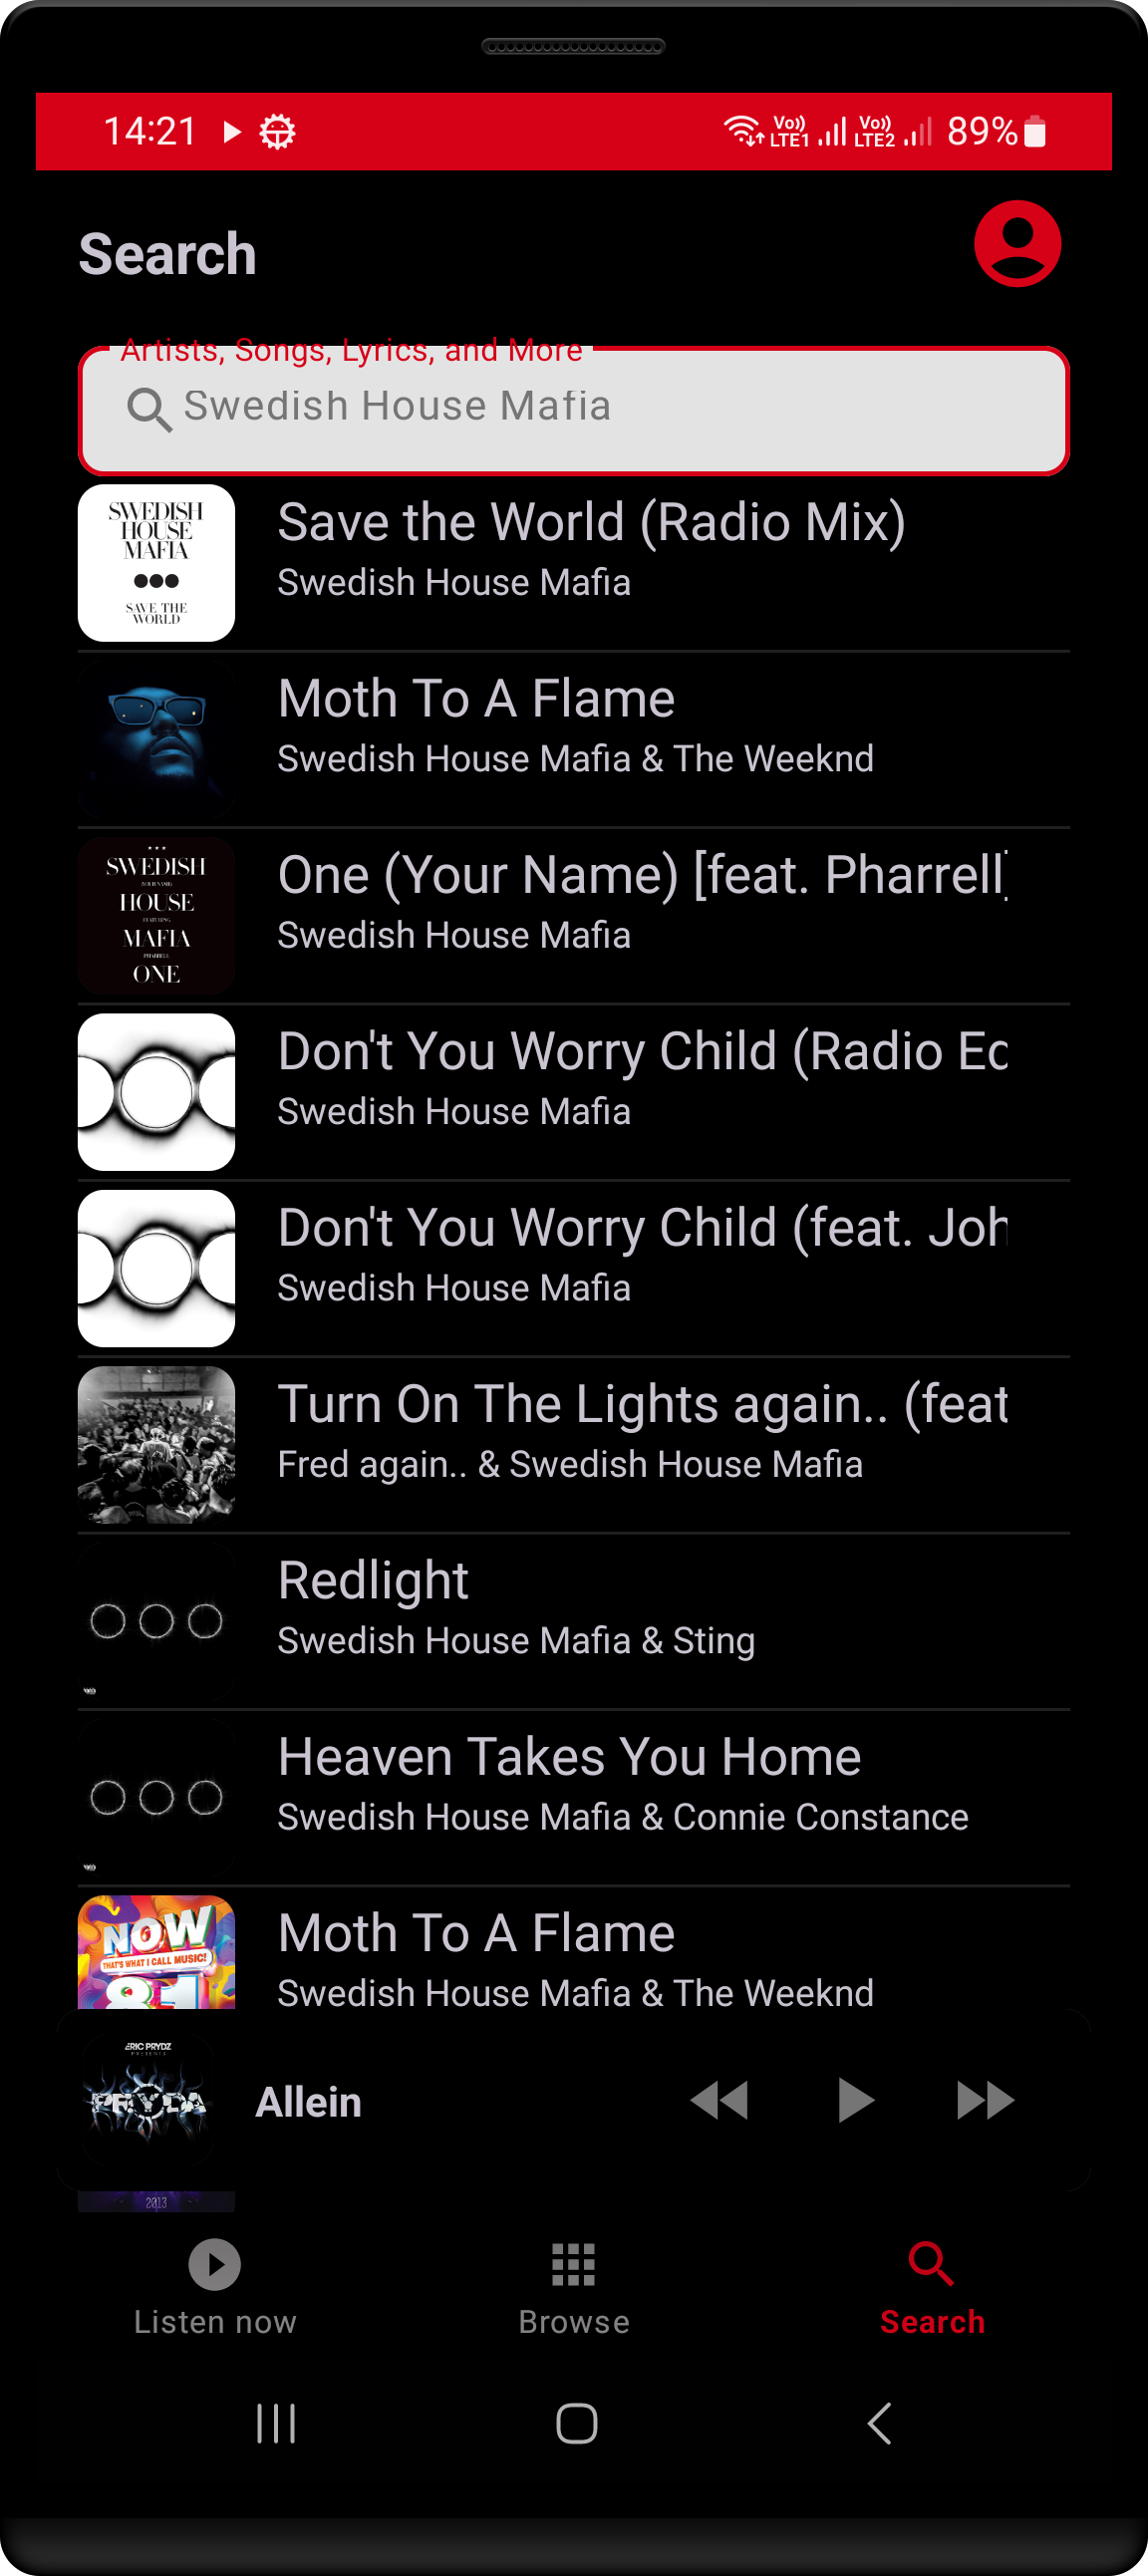 14:21
Vo)) LTE1 Vo)) LTE2 89%
Search
Artists, Songs, Lyrics, and More
Swedish House Mafia
SWEDISH
HOUSE
MAFIA
SAVE THE
WORLD
Save the World (Radio Mix)
Swedish House Mafia
Moth To A Flame
Swedish House Mafia & The Weeknd
SWEDISH
HOUSE
MAFIA
ONE
One (Your Name) [feat. Pharrell]
Swedish House Mafia
Don't You Worry Child (Radio Ed
Swedish House Mafia
Don't You Worry Child (feat. Joh
Swedish House Mafia
Turn On The Lights again.. (feat
Fred again.. & Swedish House Mafia
Redlight
Swedish House Mafia & Sting
Heaven Takes You Home
Swedish House Mafia & Connie Constance
NOW
THAT'S WHAT I CALL MUSIC!
81
Moth To A Flame
Swedish House Mafia & The Weeknd
ERIC PRYDZ
PRESENTS
PRYDA
Allein
2013
Listen now
Browse
Search